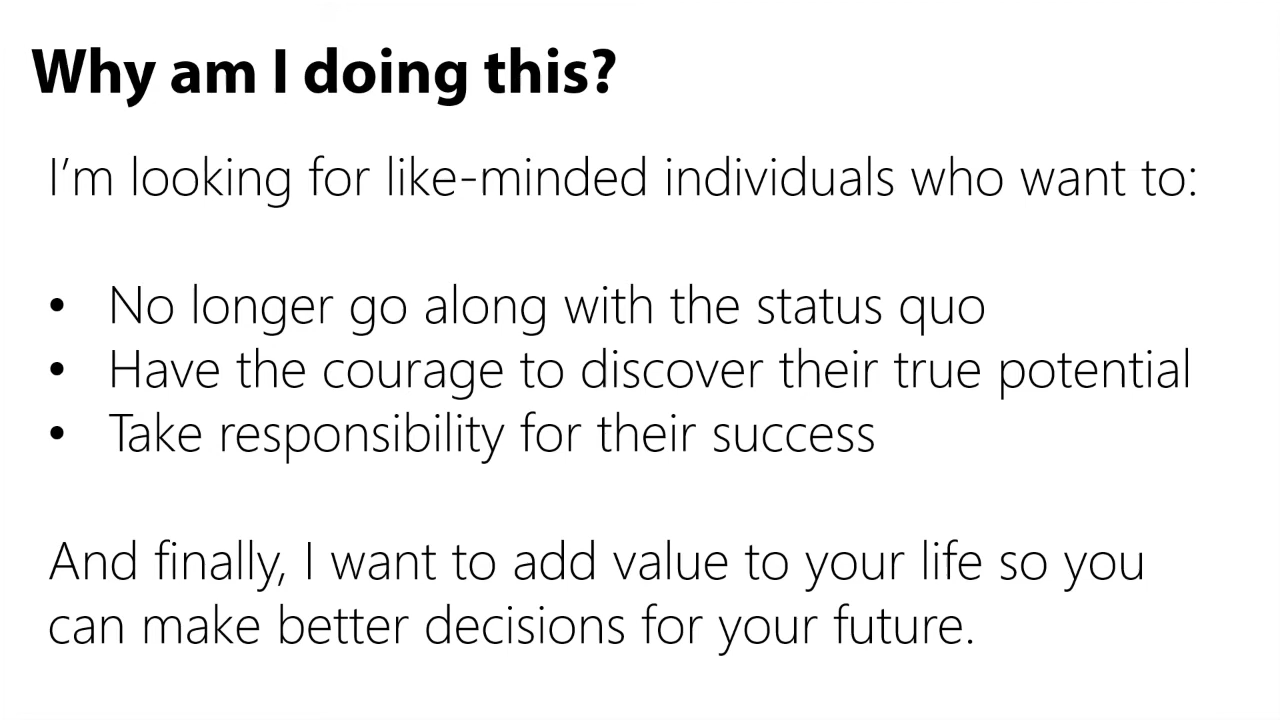 Why am I doing this?
I’m looking for like-minded individuals who want to:
• No longer go along with the status quo
• Have the courage to discover their true potential
• Take responsibility for their success
And finally, I want to add value to your life so you
can make better decisions for your future.